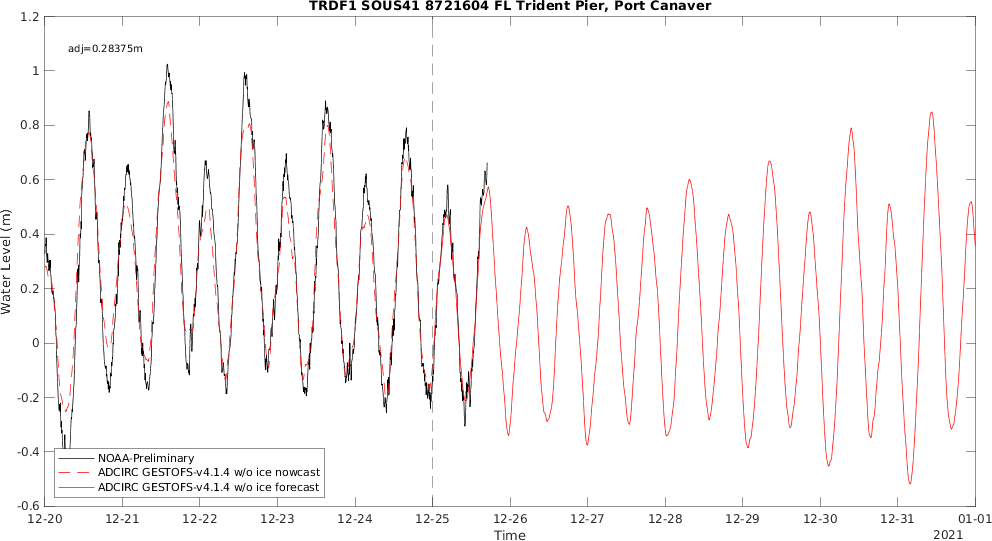 TRDF1 SOUS41 8721604 FL Trident Pier, Port Canaver
adj=0.28375m
Water Level (m)
1.2
1
0.8
0.6
0.4
0.2
0
-0.2
-0.4
-0.6
NOAA-Preliminary
ADCIRC GESTOFS-v4.1.4 w/o ice nowcast
ADCIRC GESTOFS-v4.1.4 w/o ice forecast
12-20 12-21 12-22 12-23 12-24 12-25 12-26 12-27 12-28 12-29 12-30 12-31 01-01
Time
2021